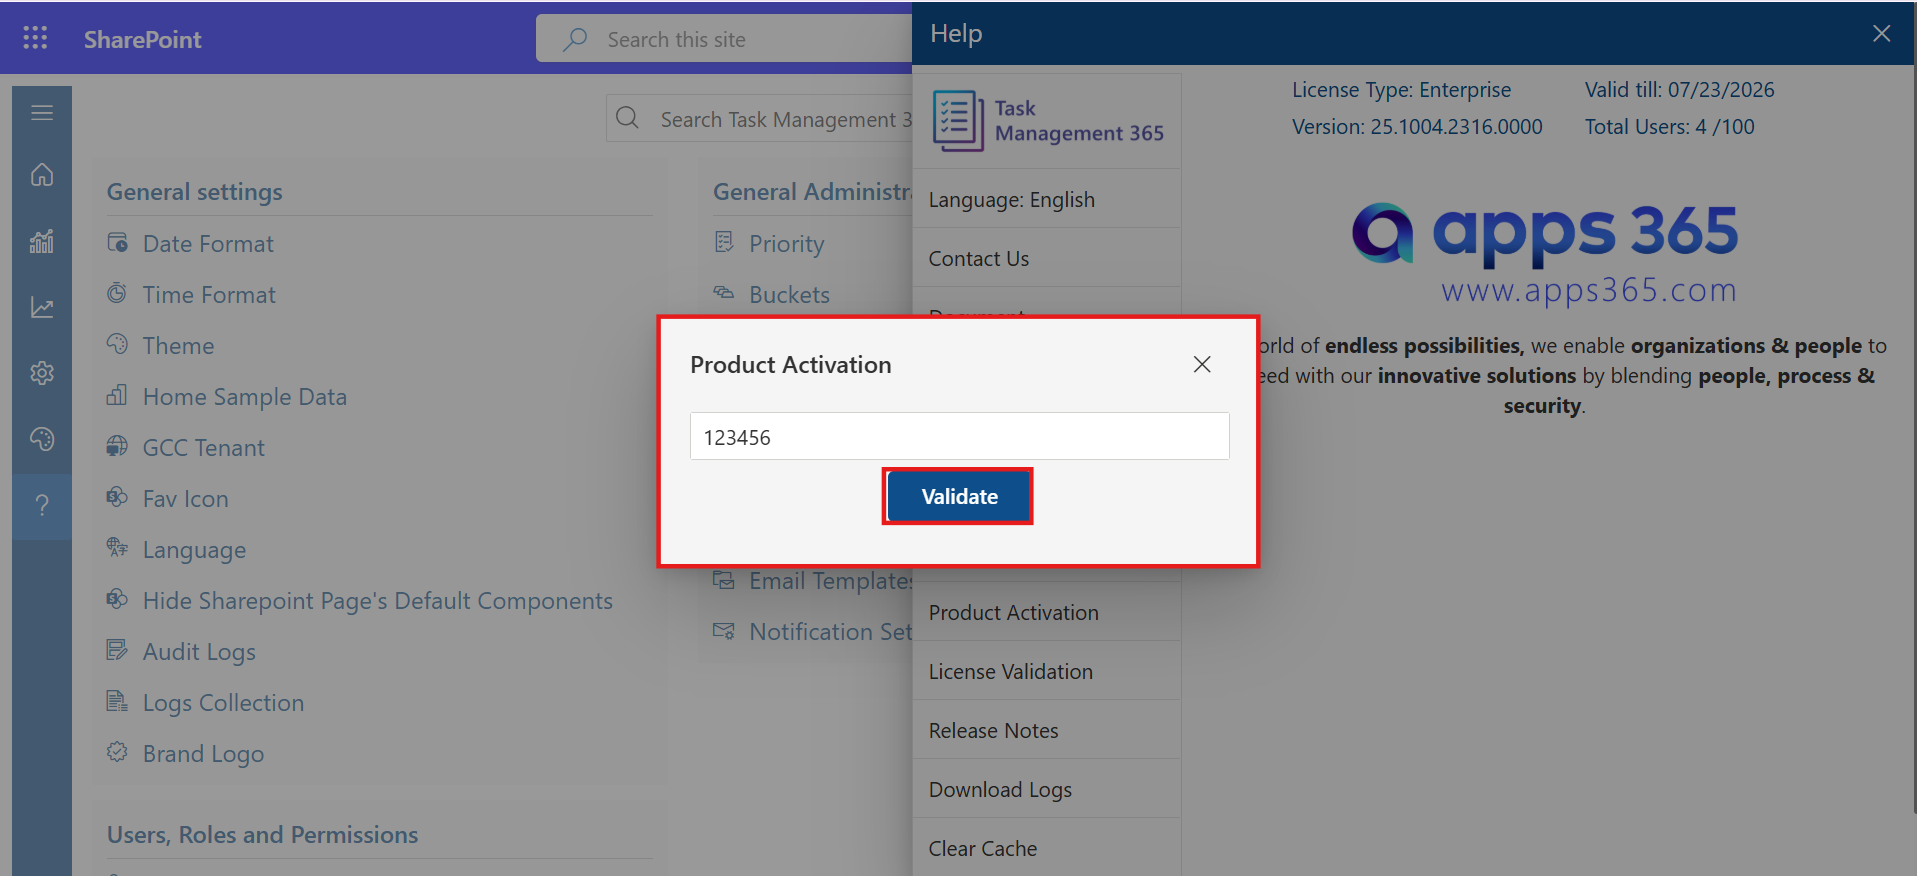 SharePoint
Search this site
Help
Search Task Management 3
General settings
Date Format
Time Format
Theme
Home Sample Data
GCC Tenant
Fav Icon
Language
Hide Sharepoint Page's Default Components
Audit Logs
Logs Collection
Brand Logo
Users, Roles and Permissions
General Administra
Priority
Buckets
Email Templates
Notification Set
Product Activation
123456
Validate
Task
Management 365
Language: English
Contact Us
Document
Product Activation
License Validation
Release Notes
Download Logs
Clear Cache
License Type: Enterprise
Valid till: 07/23/2026
Version: 25.1004.2316.0000
Total Users: 4 /100
apps 365
www.apps365.com
orld of endless possibilities, we enable organizations & people to
eed with our innovative solutions by blending people, process &
security.